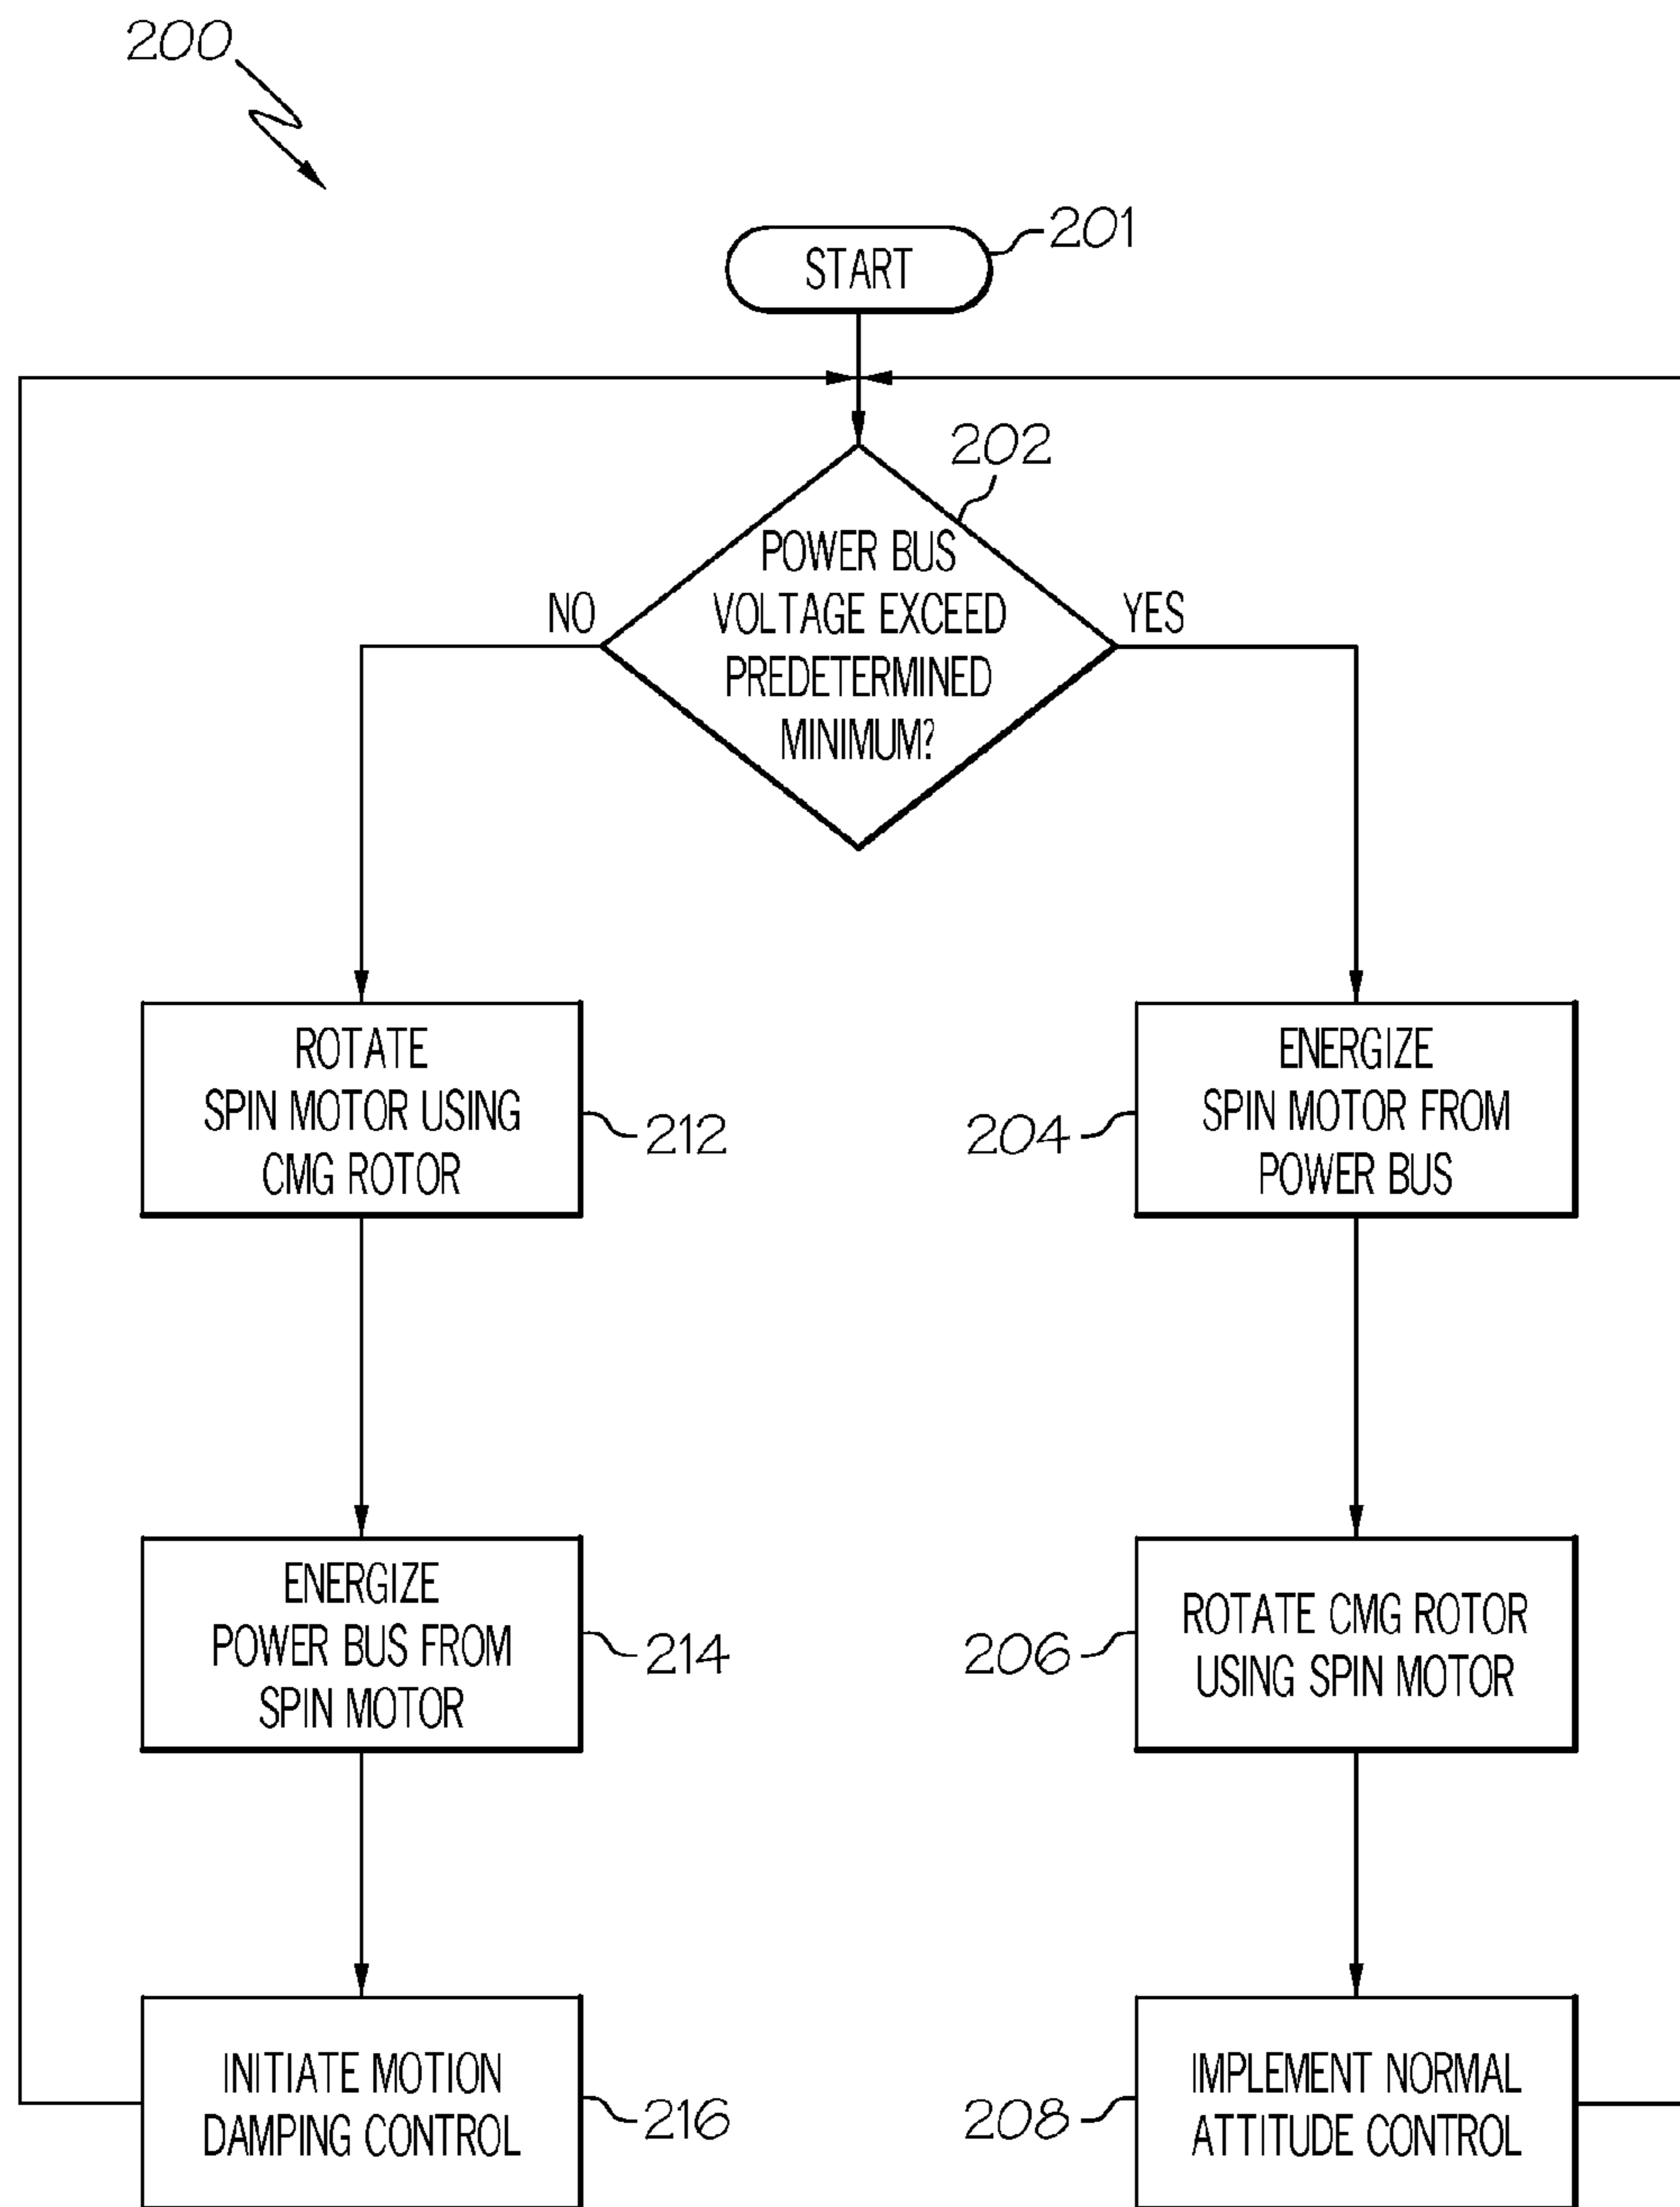 200
START
201
202
POWER BUS
VOLTAGE EXCEED
PREDETERMINED
MINIMUM?
NO
YES
ROTATE
SPIN MOTOR USING
CMG ROTOR
212
204
ENERGIZE
SPIN MOTOR FROM
POWER BUS
ENERGIZE
POWER BUS FROM
SPIN MOTOR
214
206
ROTATE CMG ROTOR
USING SPIN MOTOR
INITIATE MOTION
DAMPING CONTROL
216
208
IMPLEMENT NORMAL
ATTITUDE CONTROL